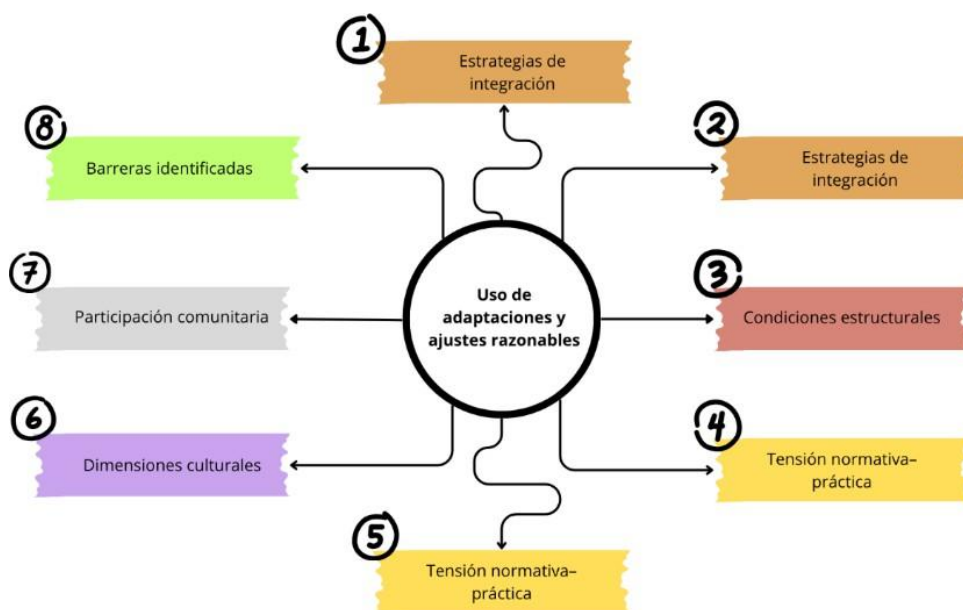 1
Estrategias de
integración
2
Estrategias de
integración
3
Condiciones estructurales
4
Tensión normativa–
práctica
5
Tensión normativa–
práctica
6
Dimensiones culturales
7
Participación comunitaria
8
Barreras identificadas
Uso de
adaptaciones y
ajustes razonables